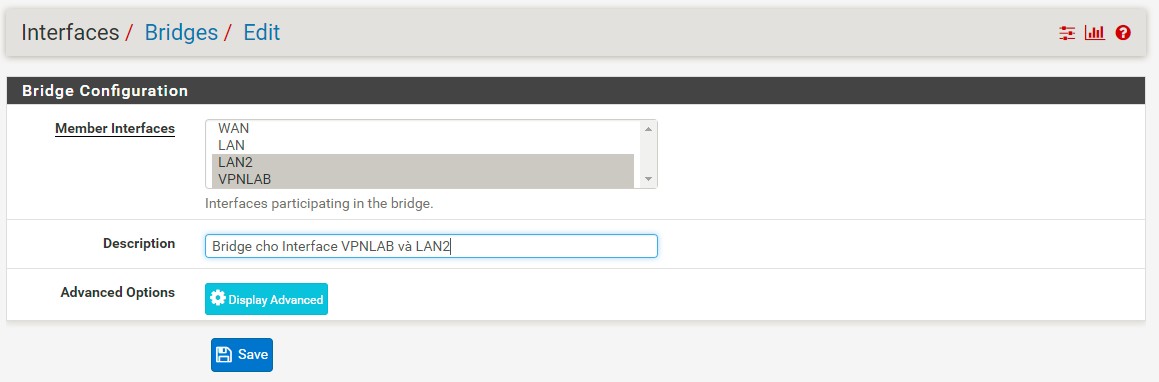 Interfaces / Bridges / Edit
Bridge Configuration
Member Interfaces
WAN
LAN
LAN2
VPNLAB
Interfaces participating in the bridge.
Description
Bridge cho Interface VPNLAB và LAN2
Advanced Options
Display Advanced
Save